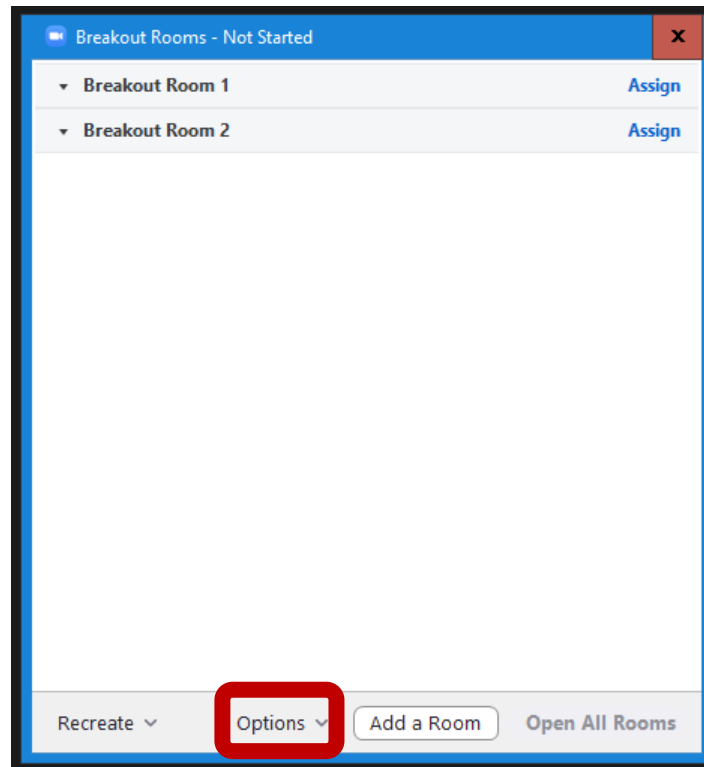 Breakout Rooms - Not Started x
Breakout Room 1 Assign
Breakout Room 2 Assign
Recreate Options Add a Room Open All Rooms